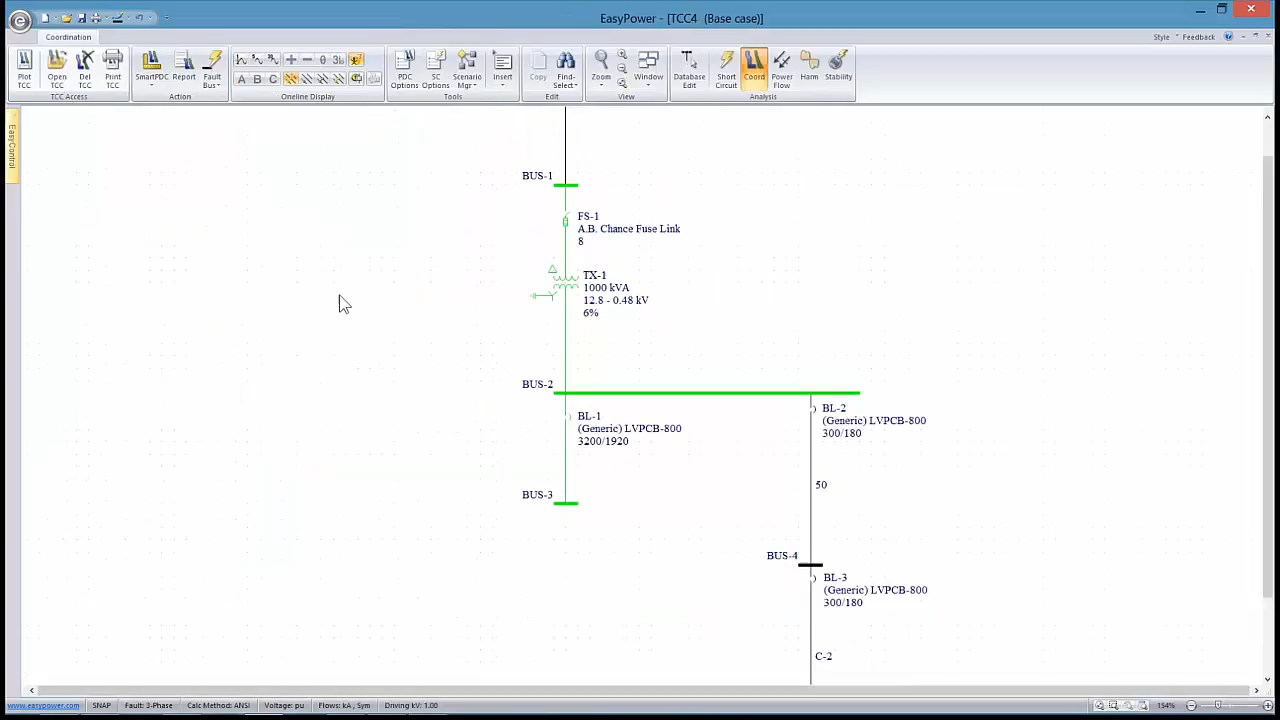 EasyPower - [TCC4 (Base case)]
Coordination
Style
Feedback
Plot TCC
Open TCC
Del TCC
Print TCC
SmartPDC
Report
Fault Bus
A B C
3b
PDC Options
SC Options
Scenario Mgr
Insert
Copy
Find-Select
Zoom
Window
Database Edit
Short Circuit
Coord
Power Flow
Harm
Stability
TCC Access
Action
Oneline Display
Tools
Edit
View
Analysis
EasyControl
BUS-1
FS-1
A.B. Chance Fuse Link
8
TX-1
1000 kVA
12.8 - 0.48 kV
6%
BUS-2
BL-1
(Generic) LVPCB-800
3200/1920
BL-2
(Generic) LVPCB-800
300/180
50
BUS-3
BUS-4
BL-3
(Generic) LVPCB-800
300/180
C-2
www.easypower.com
SNAP
Fault: 3-Phase
Calc Method: ANSI
Voltage: pu
Flows: kA , Sym
Driving kV: 1.00
154%